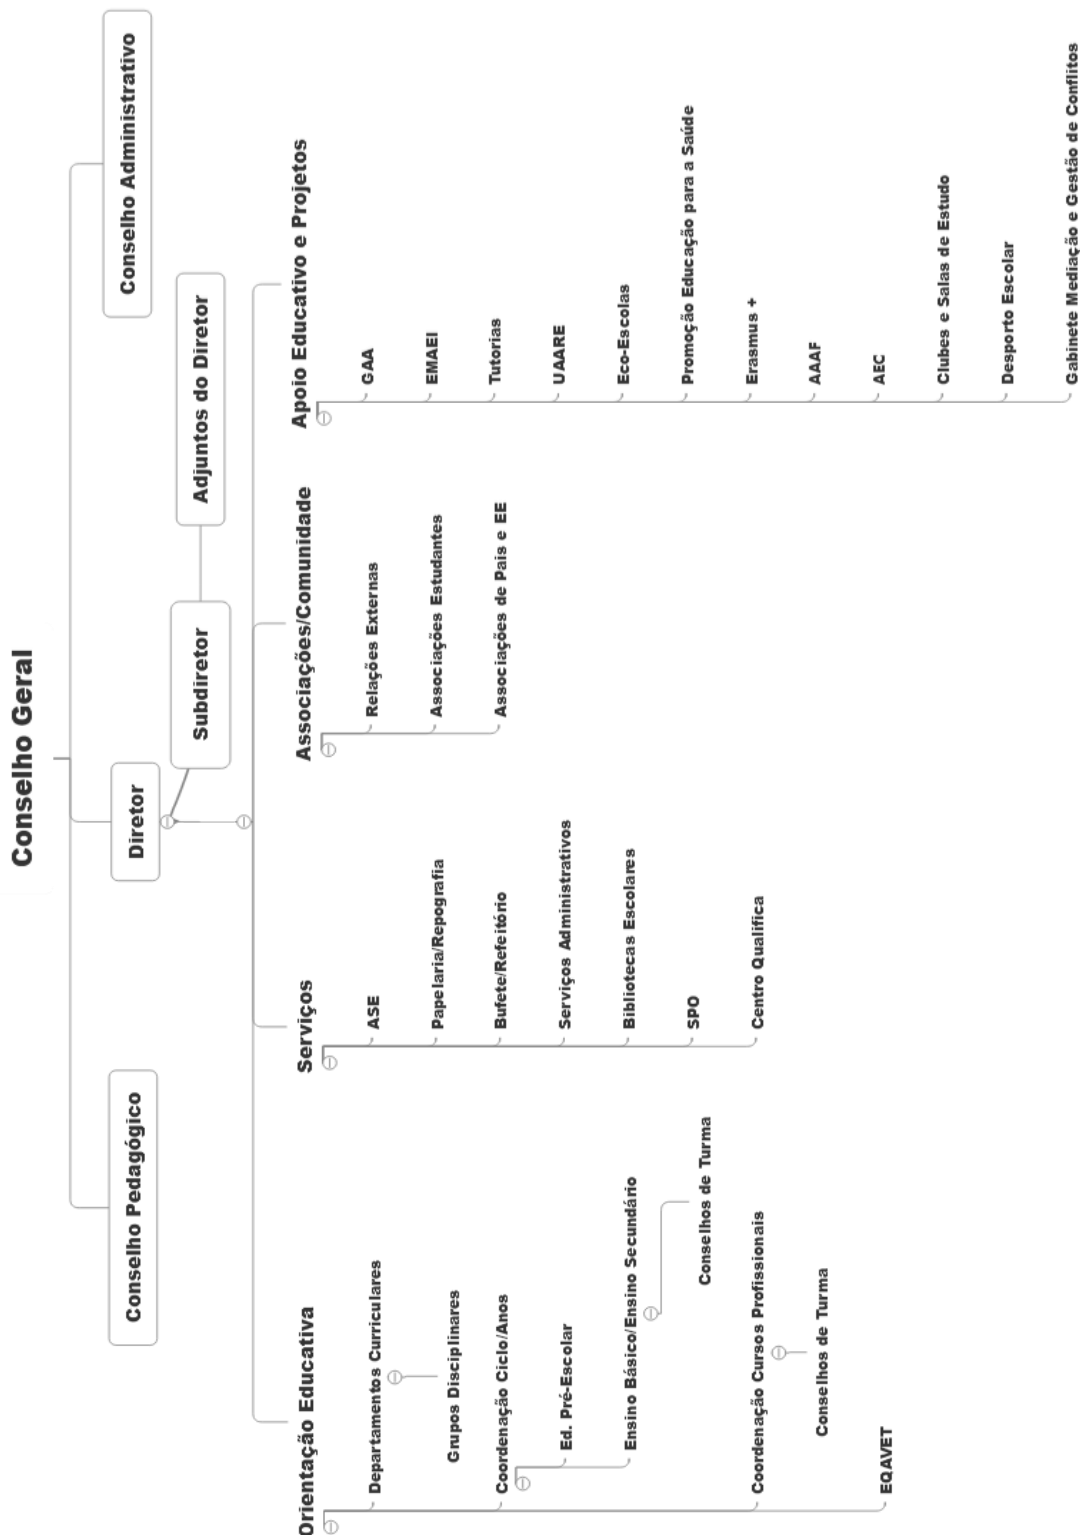 Conselho Geral
Conselho Pedagógico
Diretor
Conselho Administrativo
Subdiretor
Adjuntos do Diretor
Orientação Educativa
Departamentos Curriculares
Grupos Disciplinares
Coordenação Ciclo/Anos
Ed. Pré-Escolar
Ensino Básico/Ensino Secundário
Conselhos de Turma
Coordenação Cursos Profissionais
Conselhos de Turma
EQAVET
Serviços
ASE
Papelaria/Repografia
Bufete/Refeitório
Serviços Administrativos
Bibliotecas Escolares
SPO
Centro Qualifica
Associações/Comunidade
Relações Externas
Associações Estudantes
Associações de Pais e EE
Apoio Educativo e Projetos
GAA
EMAEI
Tutorias
UAARE
Eco-Escolas
Promoção Educação para a Saúde
Erasmus +
AAAF
AEC
Clubes e Salas de Estudo
Desporto Escolar
Gabinete Mediação e Gestão de Conflitos